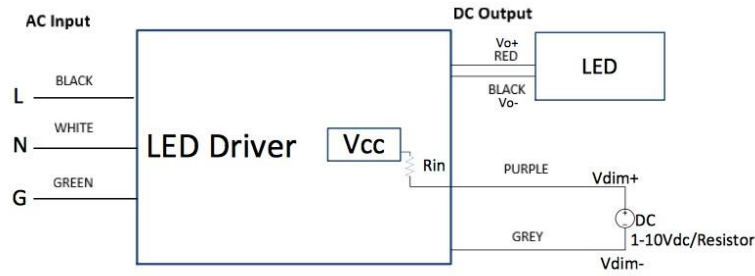 AC Input
DC Output
Vo+
RED
BLACK
Vo-
LED
L
BLACK
N
WHITE
G
GREEN
LED Driver
Vcc
Rin
PURPLE
Vdim+
DC
1-10Vdc/Resistor
GREY
Vdim-